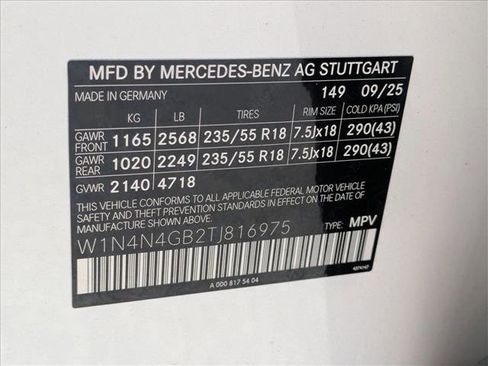 MFD BY MERCEDES-BENZ AG STUTTGART
MADE IN GERMANY 149 09/25
KG LB TIRES RIM SIZE COLD KPA (PSI)
GAWR FRONT 1165 2568 235/55 R18 7.5Jx18 290(43)
GAWR REAR 1020 2249 235/55 R18 7.5Jx18 290(43)
GVWR 2140 4718
THIS VEHICLE CONFORMS TO ALL APPLICABLE FEDERAL MOTOR VEHICLE
SAFETY AND THEFT PREVENTION STANDARDS IN EFFECT ON THE DATE OF
MANUFACTURE SHOWN ABOVE.
W1N4N4GB2TJ816975 TYPE: MPV
A 000 817 54 04